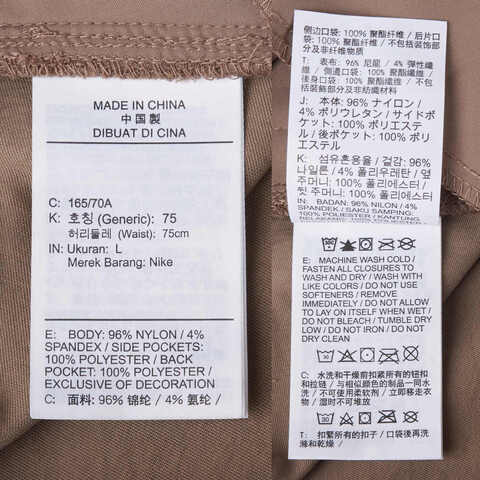 MADE IN CHINA
中国製
DIBUAT DI CINA
C: 165/70A
K: 호칭 (Generic): 75
허리둘레 (Waist): 75cm
IN: Ukuran: L
Merek Barang: Nike
E: BODY: 96% NYLON / 4%
SPANDEX / SIDE POCKETS:
100% POLYESTER / BACK
POCKET: 100% POLYESTER /
EXCLUSIVE OF DECORATION
C: 面料: 96% 锦纶 / 4% 氨纶 /
侧边口袋: 100% 聚酯纤维 / 后片口
袋: 100% 聚酯纤维 / 不包括装饰部
分及非纺织物
T: 表布: 96% 尼龍 / 4% 彈性纖
維 / 側邊口袋: 100% 聚酯纖維 /
後身口袋: 100% 聚酯纖維 / 不包
括裝飾部分及非紡織材料
J: 本体: 96% ナイロン /
4% ポリウレタン / サイドポ
ケット: 100% ポリエステ
ル / 後ポケット: 100% ポリ
エステル
K: 섬유혼용율 / 겉감: 96%
나일론 / 4% 폴리우레탄 / 옆
주머니: 100% 폴리에스터 /
뒷 주머니: 100% 폴리에스터
IN: BADAN: 96% NILON / 4%
SPANDEK / SAKU SAMPING:
100% POLIESTER / KANTUNG
E: MACHINE WASH COLD /
FASTEN ALL CLOSURES TO
WASH AND DRY / WASH WITH
LIKE COLORS / DO NOT USE
SOFTENERS / REMOVE
IMMEDIATELY / DO NOT ALLOW
TO LAY ON ITSELF WHEN WET /
DO NOT BLEACH / TUMBLE DRY
LOW / DO NOT IRON / DO NOT
DRY CLEAN
C: 水洗和干燥前扣紧所有的钮扣
和拉链 / 与相似颜色的制品一同水
洗 / 勿使用柔软剂 / 立即移走衣
物 / 湿时不可堆放
T: 扣緊所有的扣子 / 口袋後再洗
滌和乾燥 /